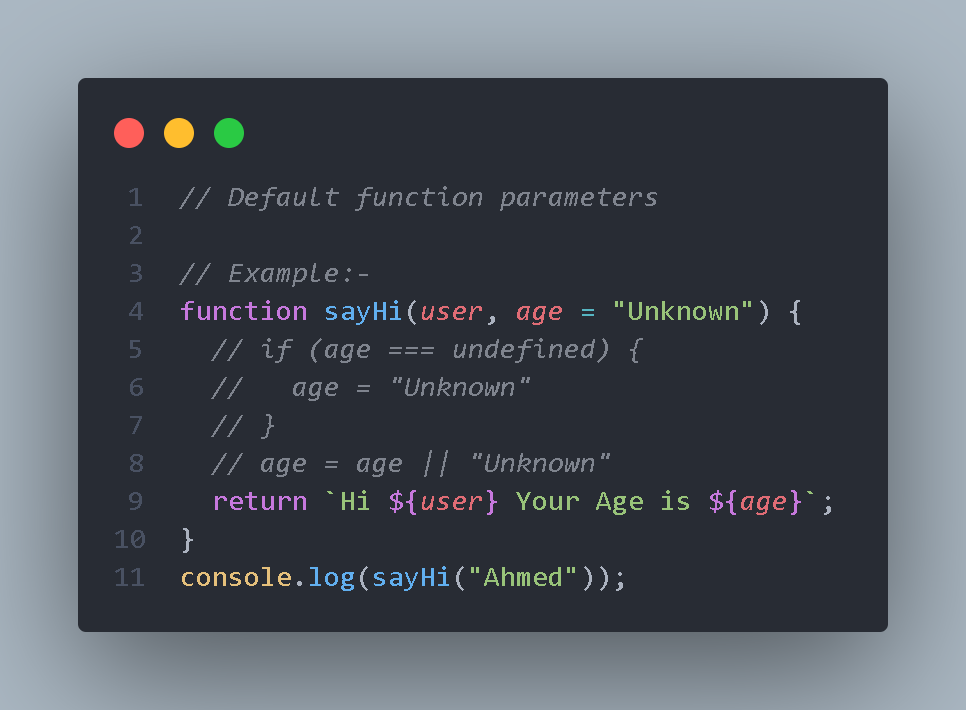 1 // Default function parameters
2
3 // Example:-
4 function sayHi(user, age = "Unknown") {
5   // if (age === undefined) {
6   //   age = "Unknown"
7   // }
8   // age = age || "Unknown"
9   return `Hi ${user} Your Age is ${age}`;
10 }
11 console.log(sayHi("Ahmed"));